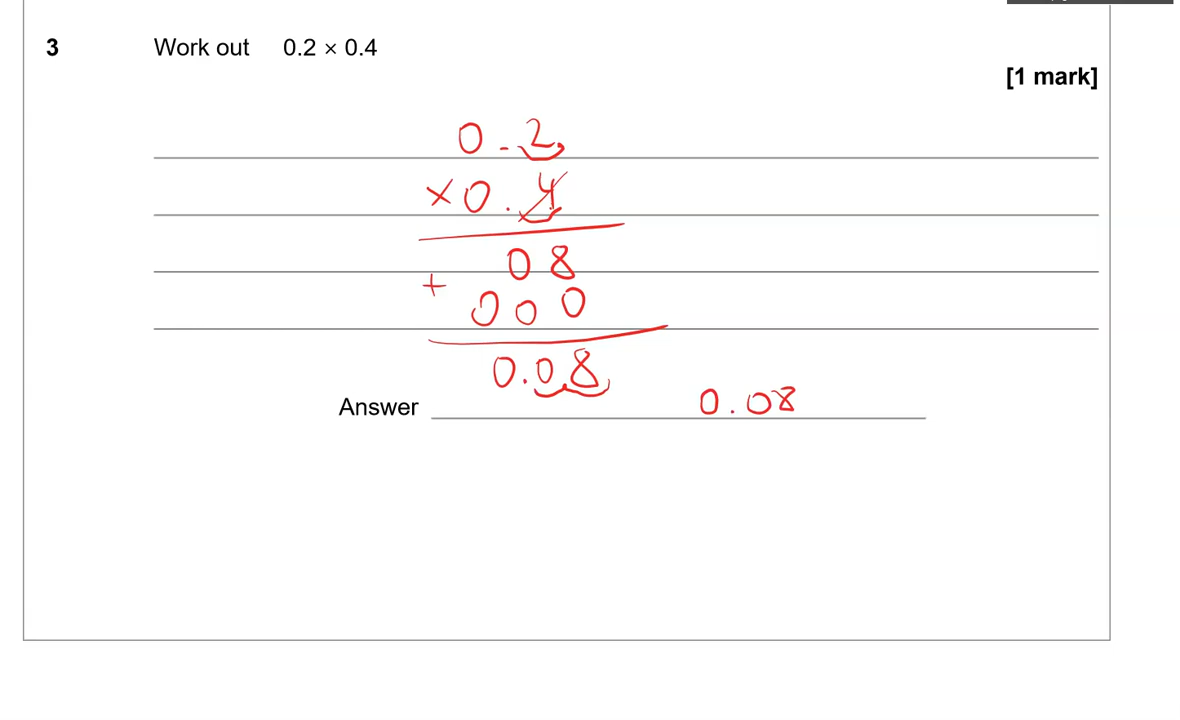 3 Work out 0.2 × 0.4
[1 mark]
0.2
×0.4
08
+ 000
0.08
Answer 0.08